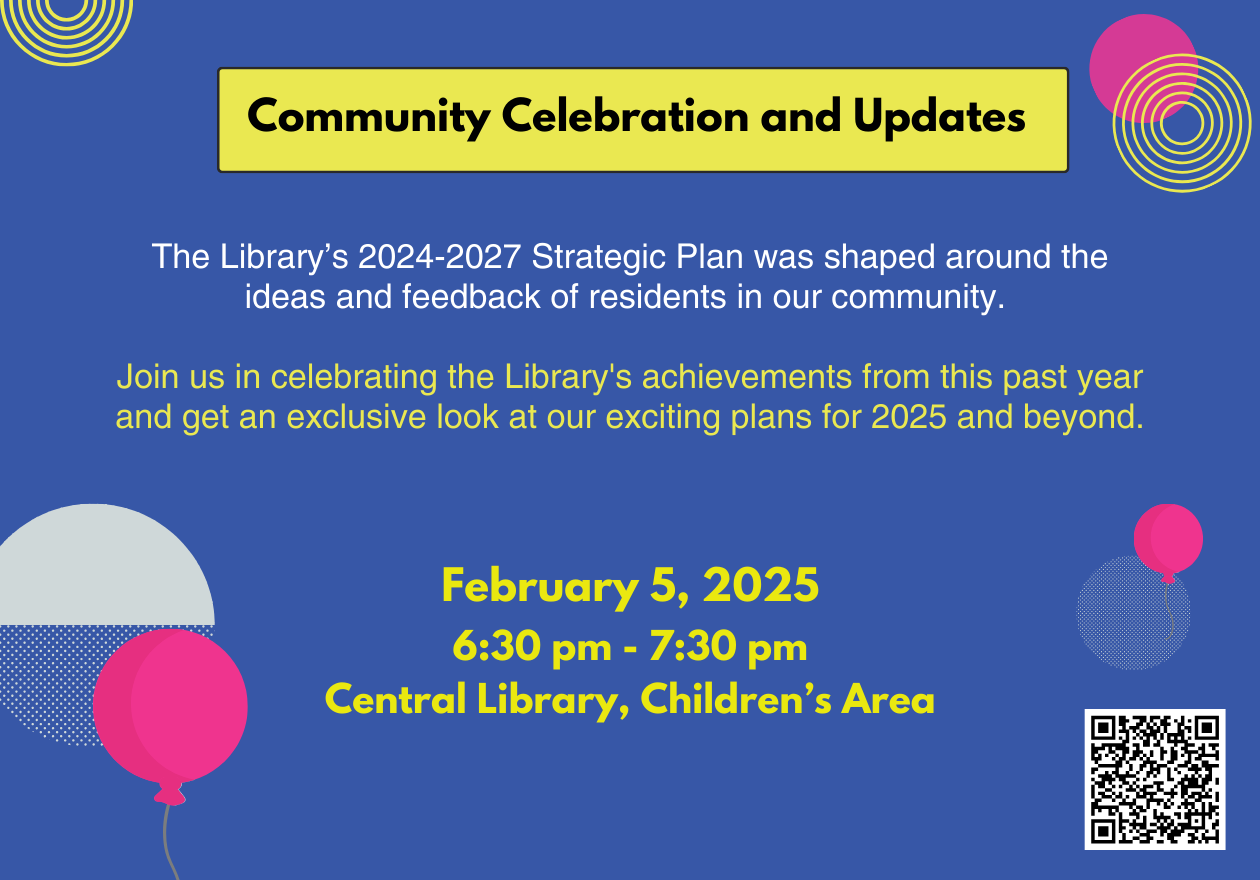 Community Celebration and Updates
The Library’s 2024-2027 Strategic Plan was shaped around the
ideas and feedback of residents in our community.
Join us in celebrating the Library's achievements from this past year
and get an exclusive look at our exciting plans for 2025 and beyond.
February 5, 2025
6:30 pm - 7:30 pm
Central Library, Children’s Area